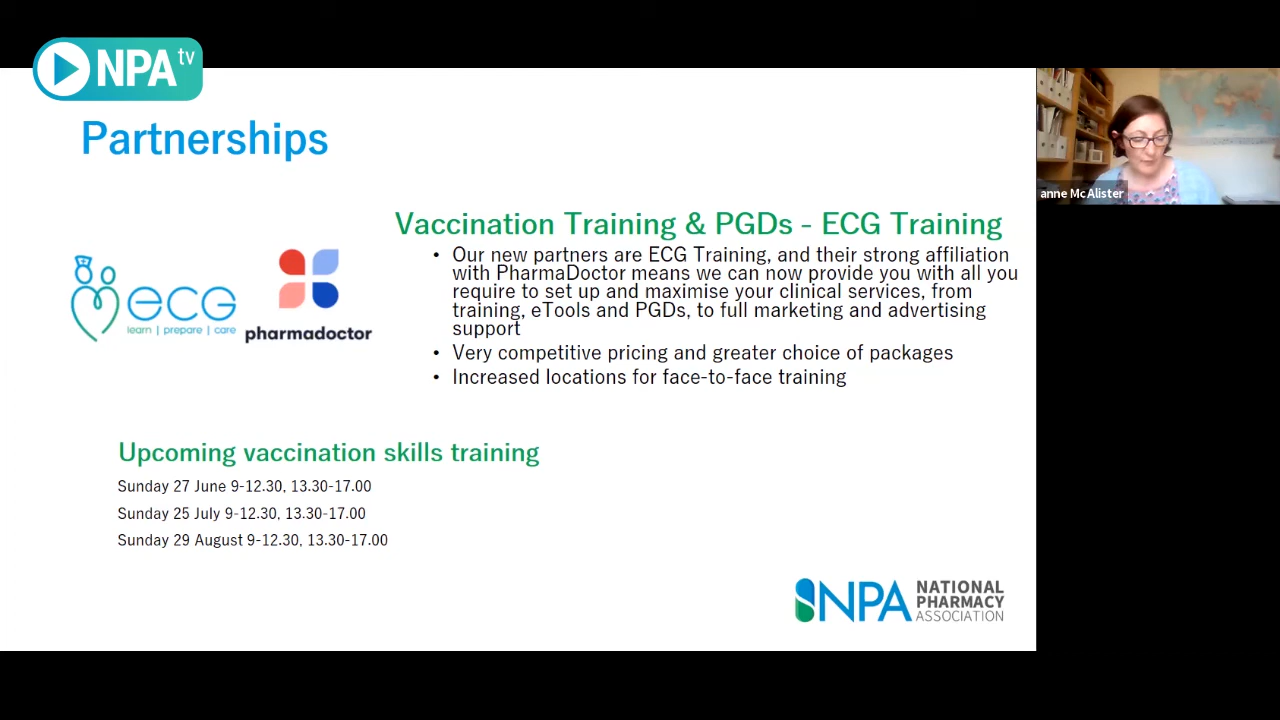 NPA tv
Partnerships
anne McAlister
Vaccination Training & PGDs - ECG Training
• Our new partners are ECG Training, and their strong affiliation
with PharmaDoctor means we can now provide you with all you
require to set up and maximise your clinical services, from
training, eTools and PGDs, to full marketing and advertising
support
• Very competitive pricing and greater choice of packages
• Increased locations for face-to-face training
ecg
learn | prepare | care
pharmadoctor
Upcoming vaccination skills training
Sunday 27 June 9-12.30, 13.30-17.00
Sunday 25 July 9-12.30, 13.30-17.00
Sunday 29 August 9-12.30, 13.30-17.00
NPA
NATIONAL
PHARMACY
ASSOCIATION